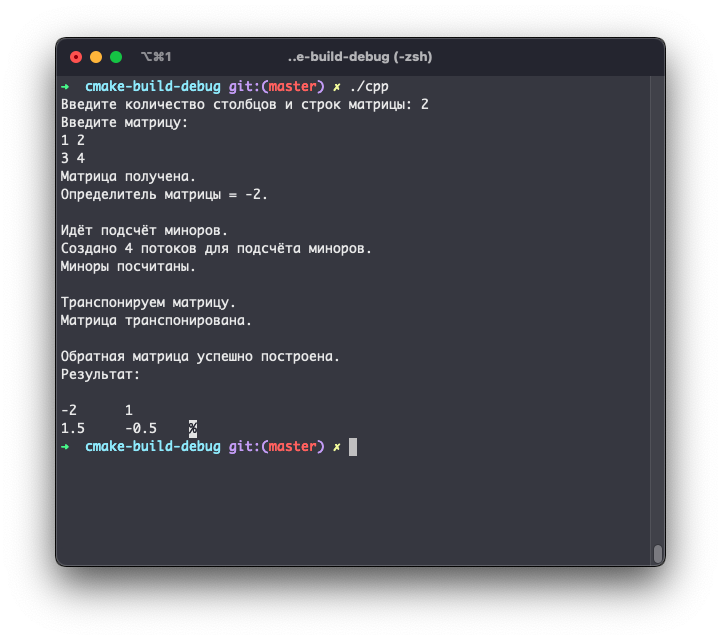 ⌥⌘1
..e-build-debug (-zsh)
➜ cmake-build-debug git:(master) ✗ ./cpp
Введите количество столбцов и строк матрицы: 2
Введите матрицу:
1 2
3 4
Матрица получена.
Определитель матрицы = -2.
Идёт подсчёт миноров.
Создано 4 потоков для подсчёта миноров.
Миноры посчитаны.
Транспонируем матрицу.
Матрица транспонирована.
Обратная матрица успешно построена.
Результат:
-2 1
1.5 -0.5 %
➜ cmake-build-debug git:(master) ✗